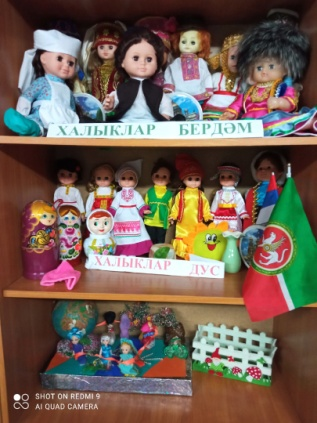 ХАЛЫКЛАР БЕРДӘМ
ХАЛЫКЛАР ДУС
SHOT ON REDMI 9
AI QUAD CAMERA